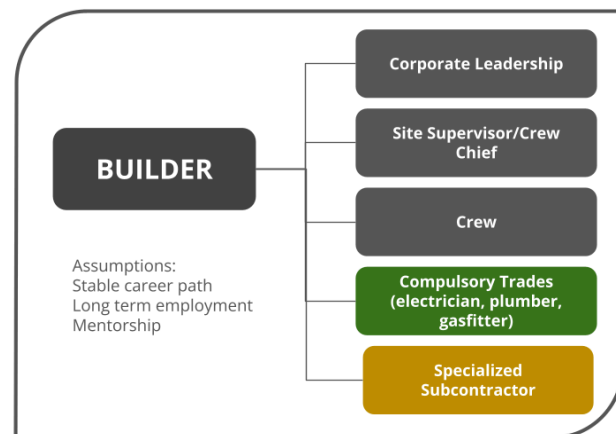 Corporate Leadership
Site Supervisor/Crew
Chief
BUILDER
Crew
Assumptions:
Stable career path
Long term employment
Mentorship
Compulsory Trades
(electrician, plumber,
gasfitter)
Specialized
Subcontractor